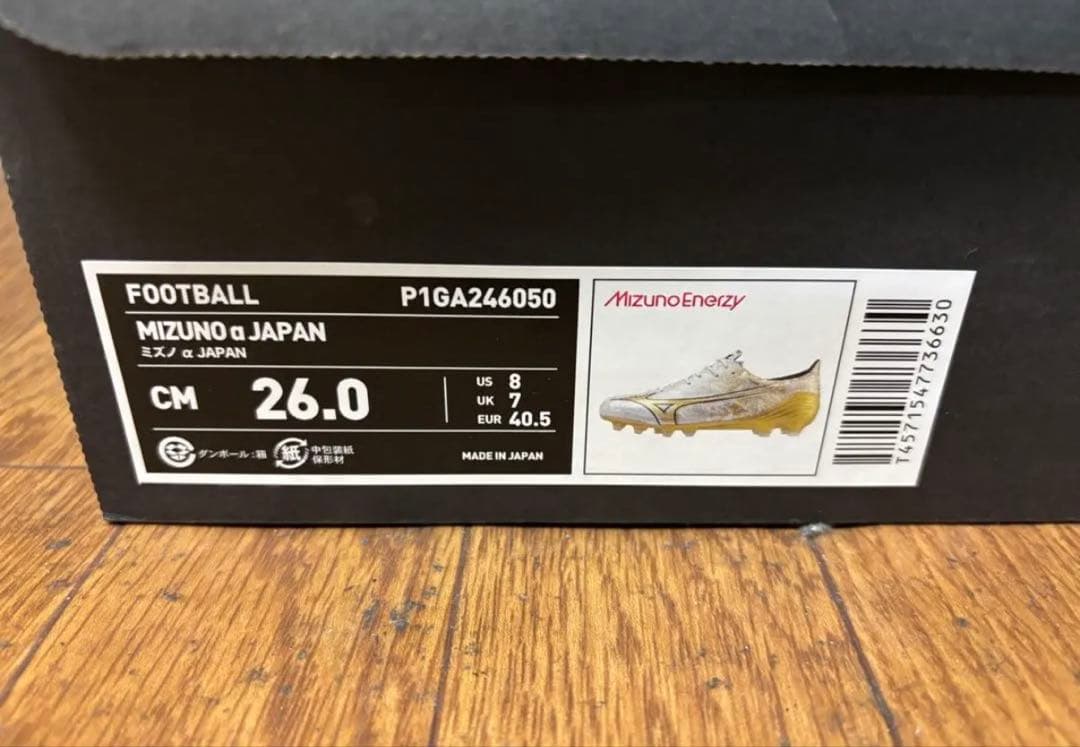 FOOTBALL P1GA246050
MIZUNO α JAPAN
ミズノ α JAPAN
CM 26.0
US 8
UK 7
EUR 40.5
ダンボール：箱
紙 中包装紙
保形材
MADE IN JAPAN
MizunoEnerzy
T4571547736630